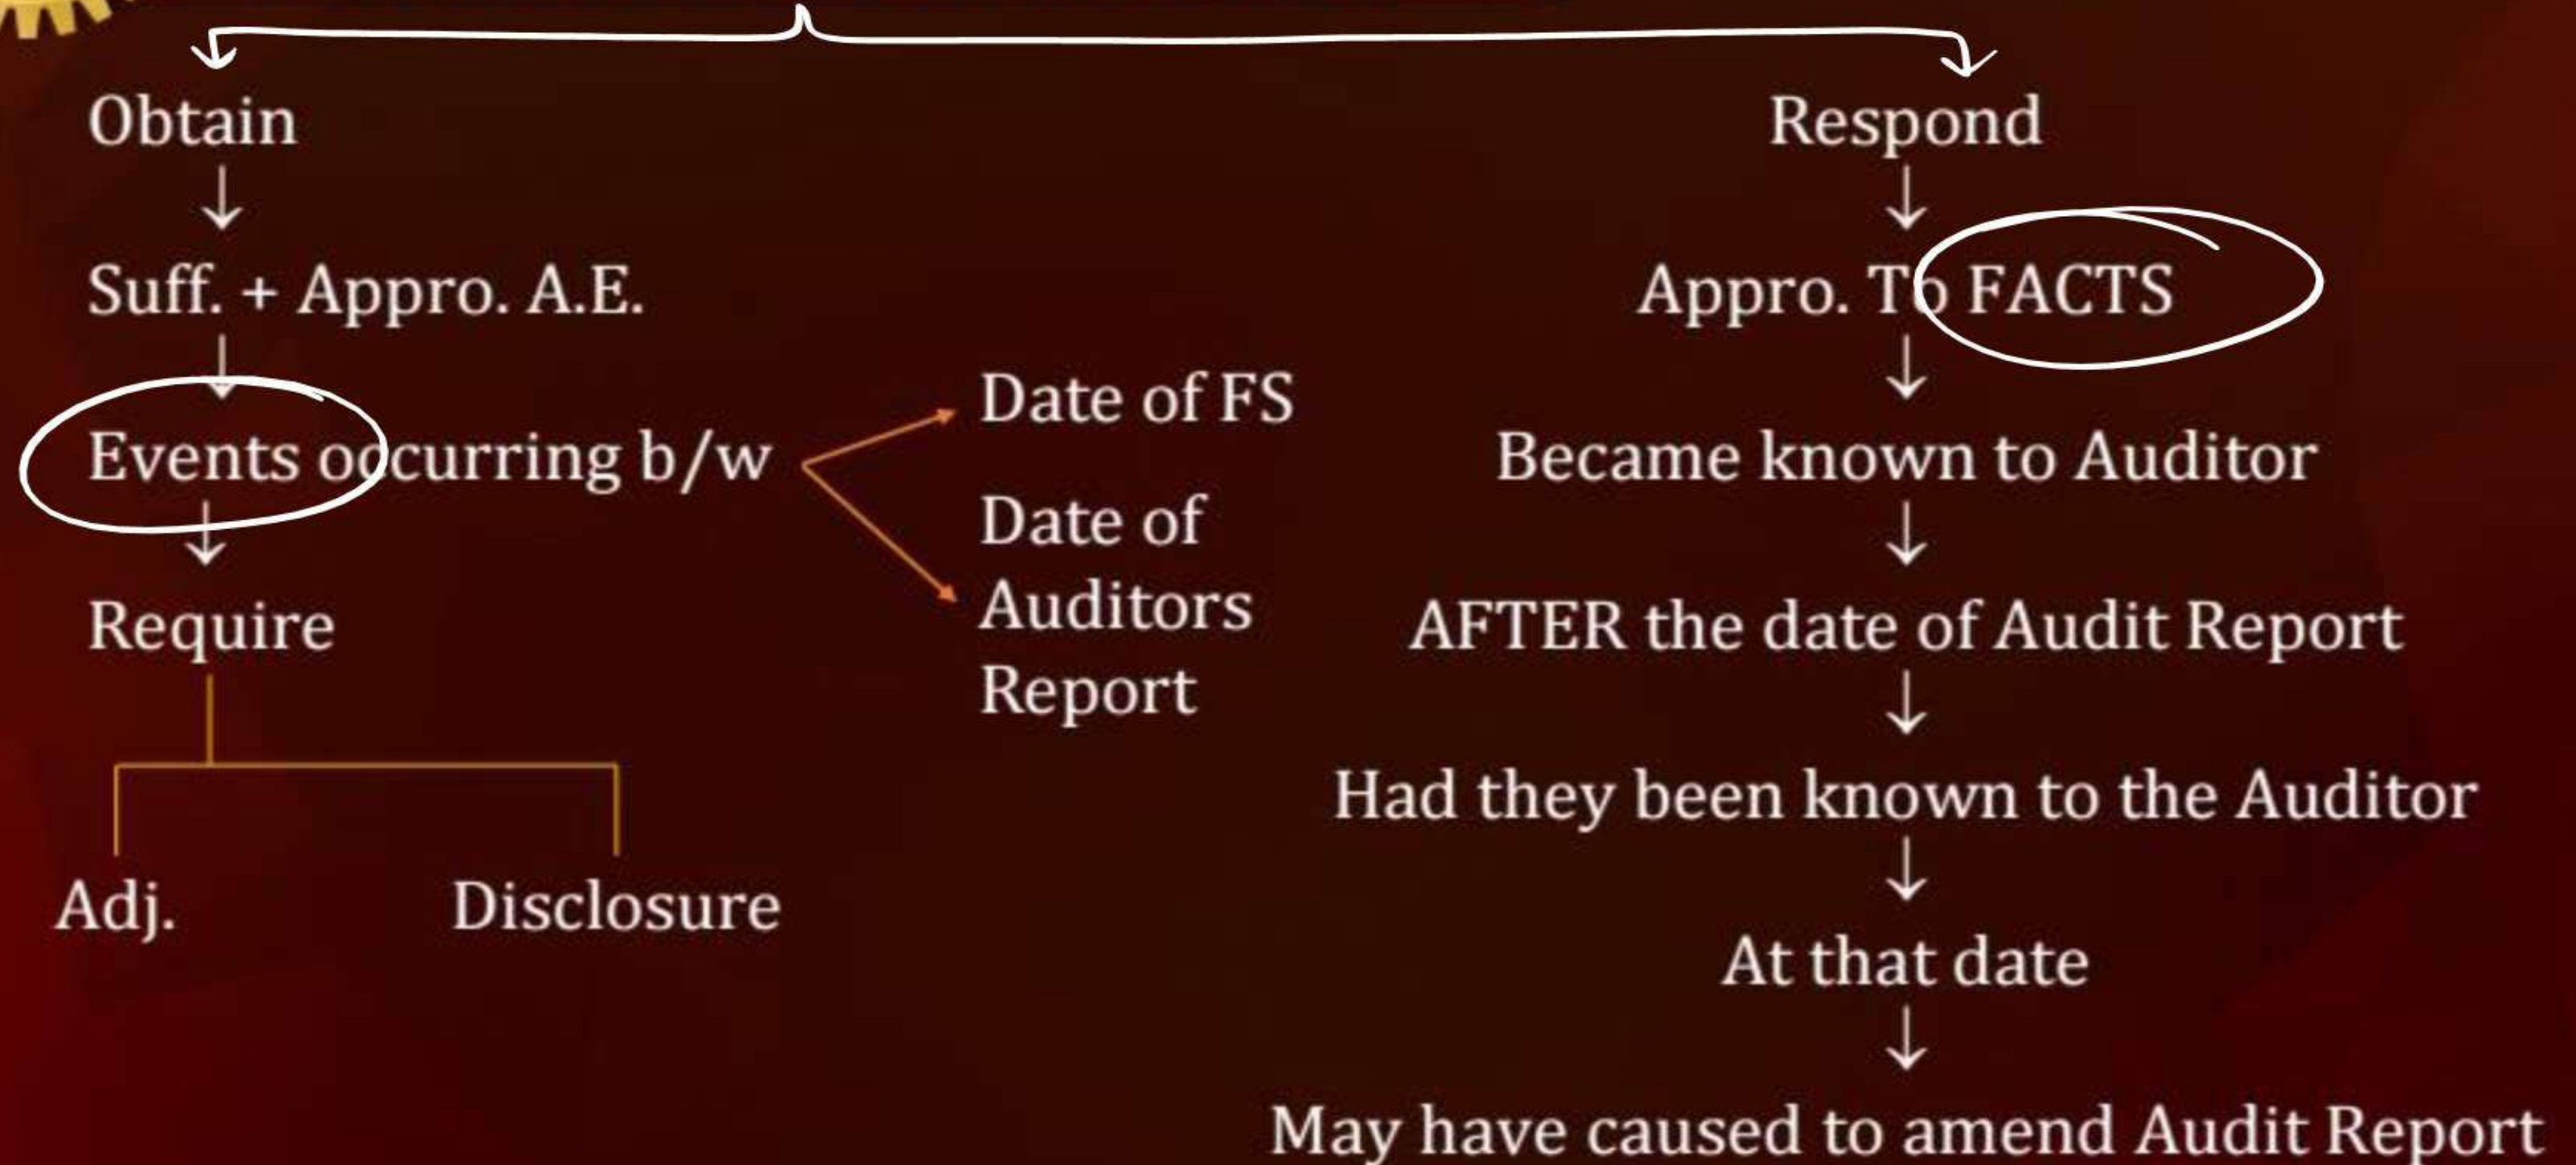 Obtain
Suff. + Appro. A.E.
Events occurring b/w
Date of FS
Date of
Auditors
Report
Require
Adj.
Disclosure
Respond
Appro. To FACTS
Became known to Auditor
AFTER the date of Audit Report
Had they been known to the Auditor
At that date
May have caused to amend Audit Report